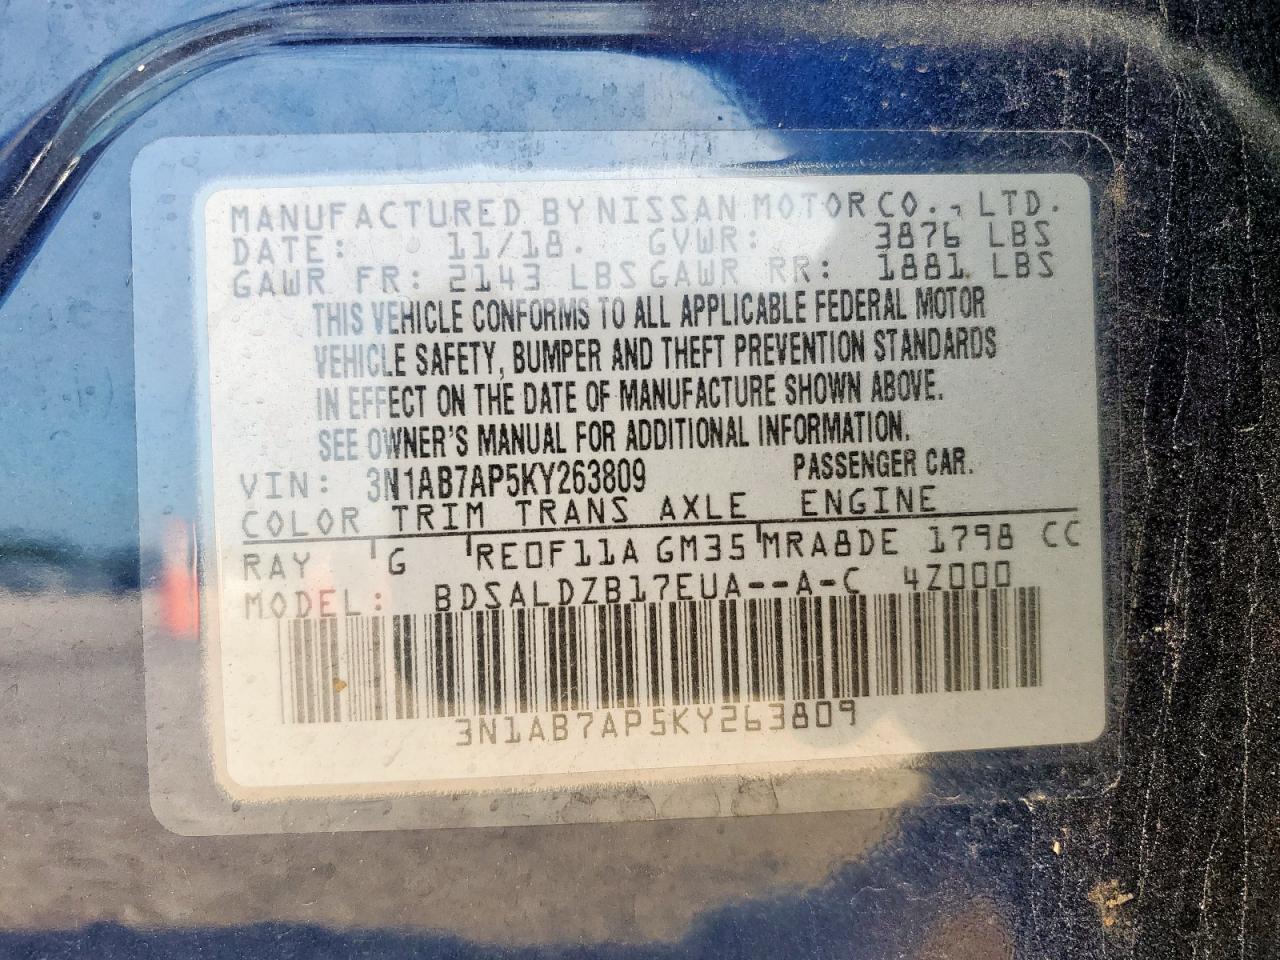 MANUFACTURED BY NISSAN MOTOR CO., LTD.
DATE: 11/18. GVWR: 3876 LBS
GAWR FR: 2143 LBS GAWR RR: 1881 LBS
THIS VEHICLE CONFORMS TO ALL APPLICABLE FEDERAL MOTOR
VEHICLE SAFETY, BUMPER AND THEFT PREVENTION STANDARDS
IN EFFECT ON THE DATE OF MANUFACTURE SHOWN ABOVE.
SEE OWNER'S MANUAL FOR ADDITIONAL INFORMATION.
VIN: 3N1AB7AP5KY263809 PASSENGER CAR.
COLOR TRIM TRANS AXLE ENGINE
RAY G RE0F11A GM35 MRA8DE 1798 CC
MODEL: BDSALDZB17EUA--A-C 4Z000
3N1AB7AP5KY263809